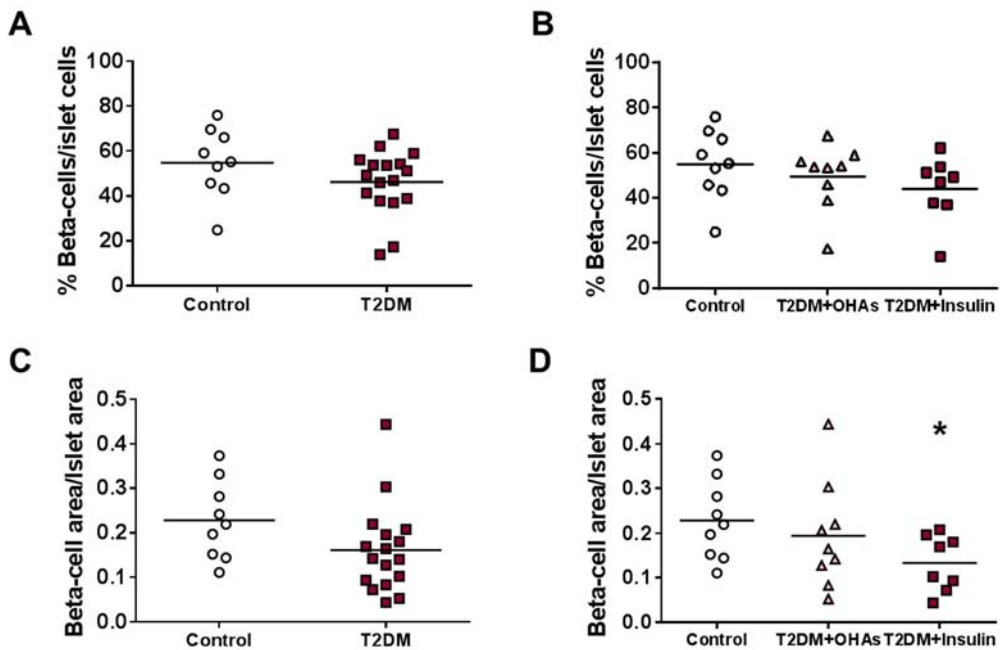 A
% Beta-cells/islet cells
100
80
60
40
20
0
Control
T2DM
B
% Beta-cells/Islet cells
100
80
60
40
20
0
Control
T2DM+OHAs
T2DM+Insulin
C
Beta-cell area/Islet area
0.5
0.4
0.3
0.2
0.1
0.0
Control
T2DM
D
Beta-cell area/Islet area
0.5
0.4
0.3
0.2
0.1
0.0
*
Control
T2DM+OHAs
T2DM+Insulin